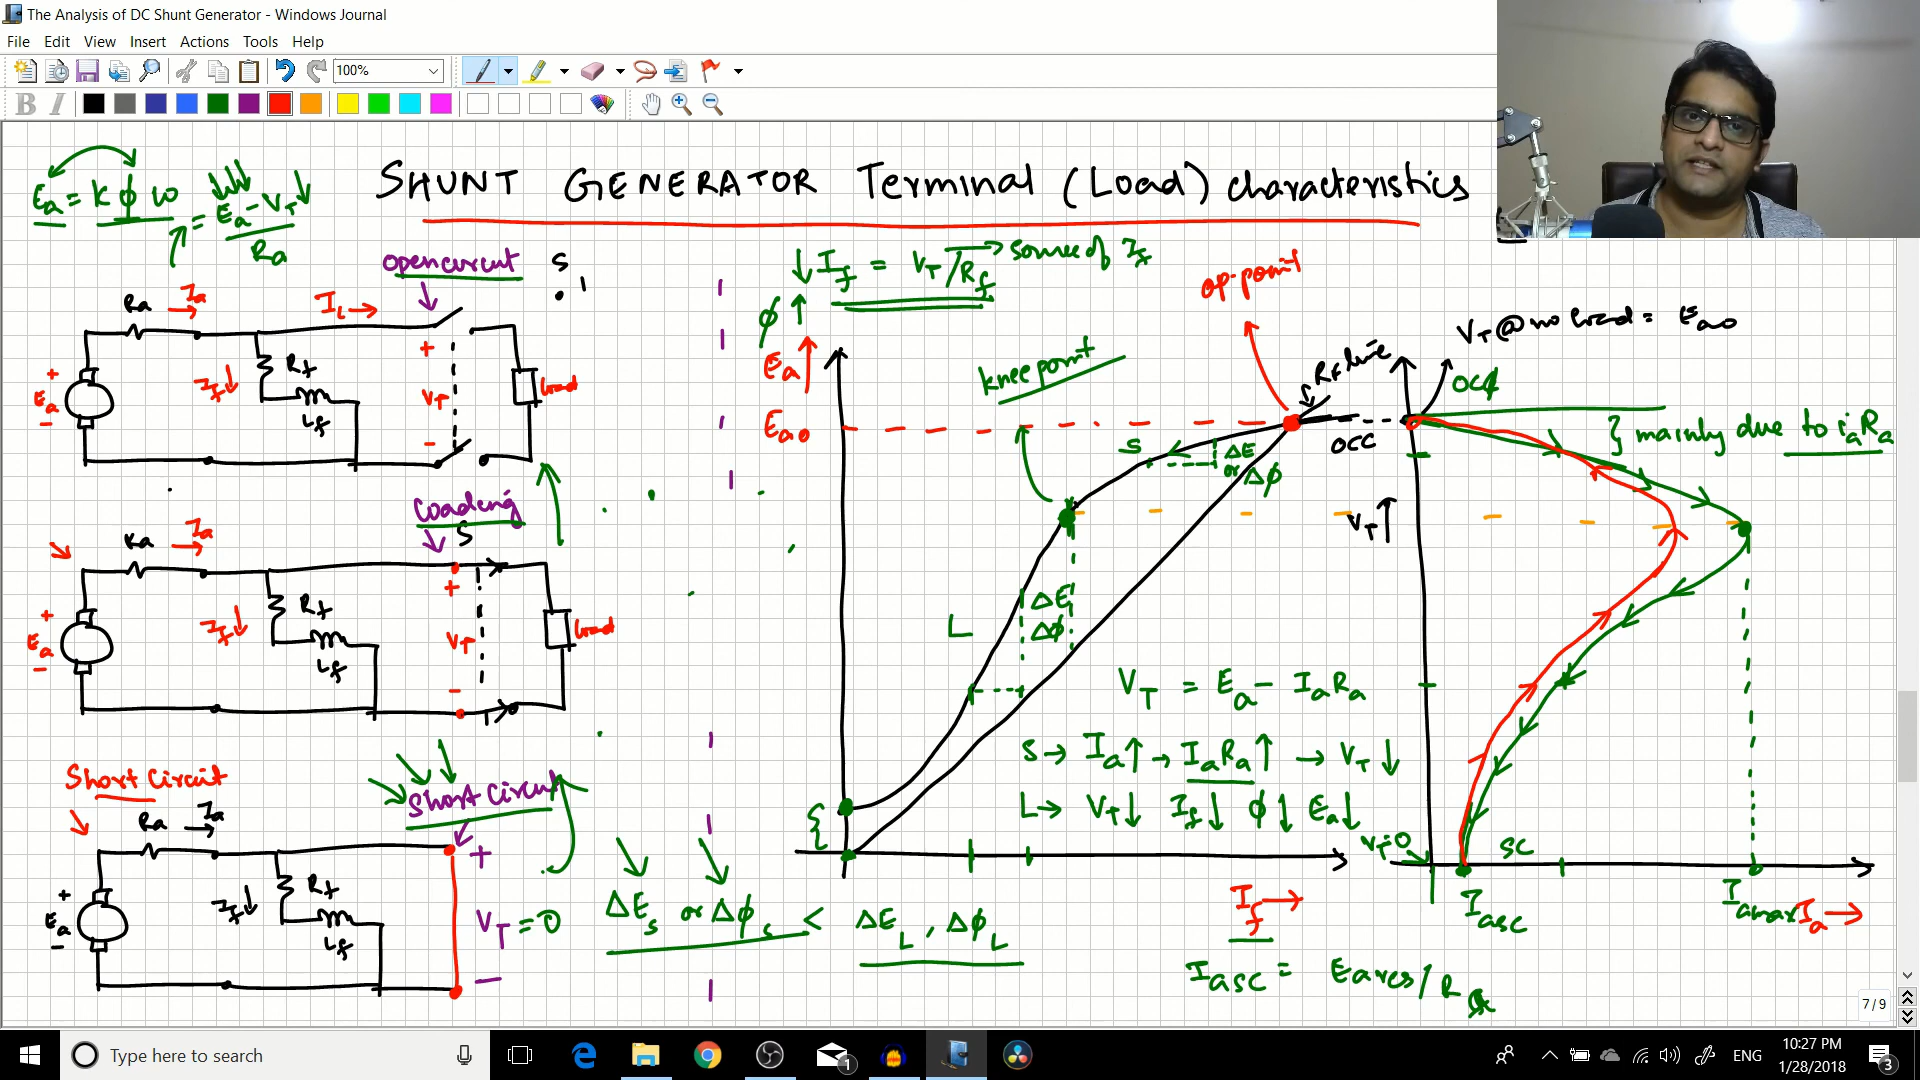 The Analysis of DC Shunt Generator - Windows Journal
File Edit View Insert Actions Tools Help
100%
B I
SHUNT GENERATOR Terminal (Load) characteristics
Ea = k ϕ ω
= Ea - VT ↓
Ra
opencircuit S
↓ If = VT/Rf → source of If
ϕ ↑
Ea ↑
Eao
op-point
VT @ no load = Eao
knee point
Rf line
OCC
OCC
} mainly due to iaRa
Ra Ia → IL →
+ Ea -
If ↓ Rf Lf
+ VT -
Load
S
ΔE
or
Δϕ
Loading
S
VT ↑
Ra Ia →
+ Ea -
If ↓ Rf Lf
+ VT -
Load
L
ΔE
Δϕ
VT = Ea - IaRa
S → Ia ↑ → IaRa ↑ → VT ↓
L → VT ↓ If ↓ ϕ ↓ Ea ↓
Short Circuit
Short Circuit
Ra Ia →
+ Ea -
If ↓ Rf Lf
+
VT = 0
-
ΔEs or Δϕs < ΔEL, ΔϕL
VT=0
SC
If →
Iasc
Iamax Ia →
Iasc = Eares / Ra
7 / 9
Type here to search
1
ENG
10:27 PM
1/28/2018
3